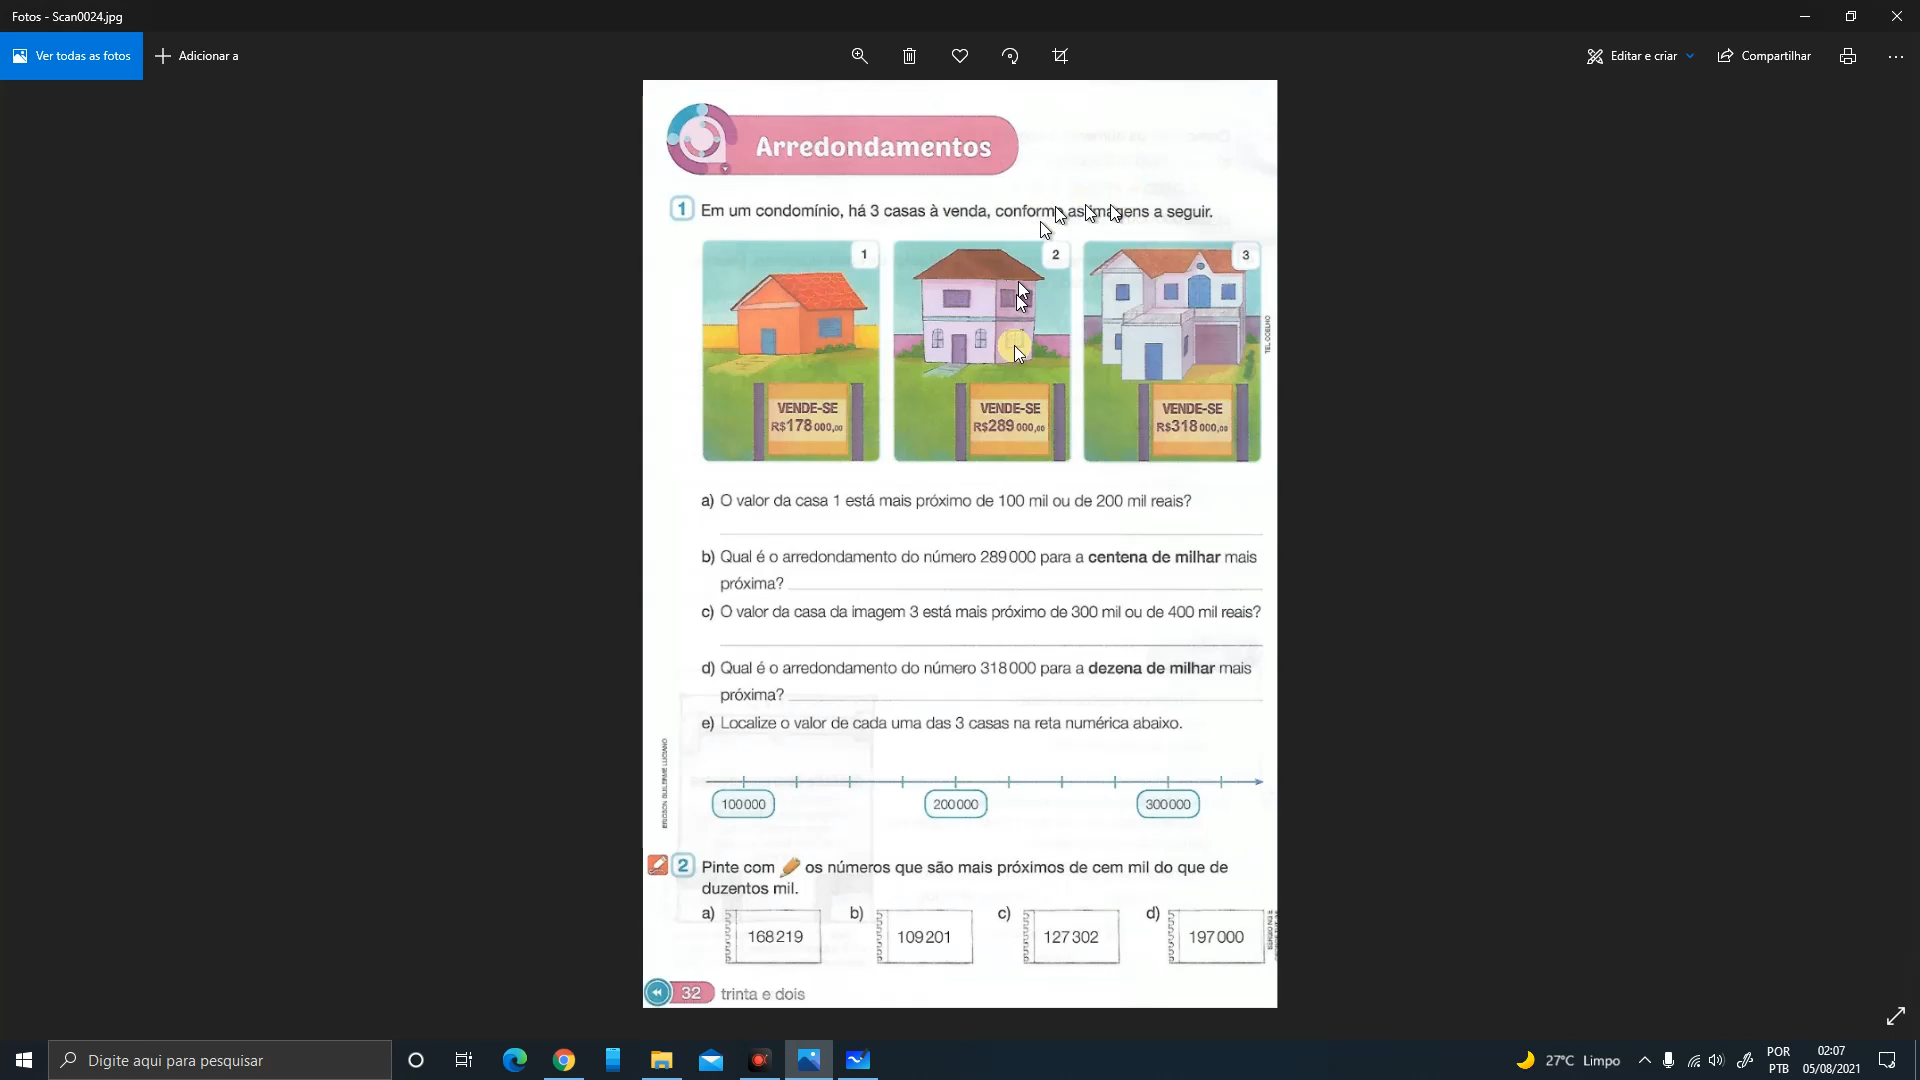 Fotos - Scan0024.jpg
Ver todas as fotos
Adicionar a
Editar e criar
Compartilhar
Arredondamentos
1 Em um condomínio, há 3 casas à venda, conforme as imagens a seguir.
1
2
3
VENDE-SE
R$178 000,00
VENDE-SE
R$289 000,00
VENDE-SE
R$318 000,00
TEL COELHO
a) O valor da casa 1 está mais próximo de 100 mil ou de 200 mil reais?
b) Qual é o arredondamento do número 289 000 para a centena de milhar mais
próxima?
c) O valor da casa da imagem 3 está mais próximo de 300 mil ou de 400 mil reais?
d) Qual é o arredondamento do número 318 000 para a dezena de milhar mais
próxima?
e) Localize o valor de cada uma das 3 casas na reta numérica abaixo.
100 000
200 000
300 000
2 Pinte com os números que são mais próximos de cem mil do que de
duzentos mil.
a) 168 219
b) 109 201
c) 127 302
d) 197 000
32 trinta e dois
Digite aqui para pesquisar
27°C Limpo
POR
PTB
02:07
05/08/2021